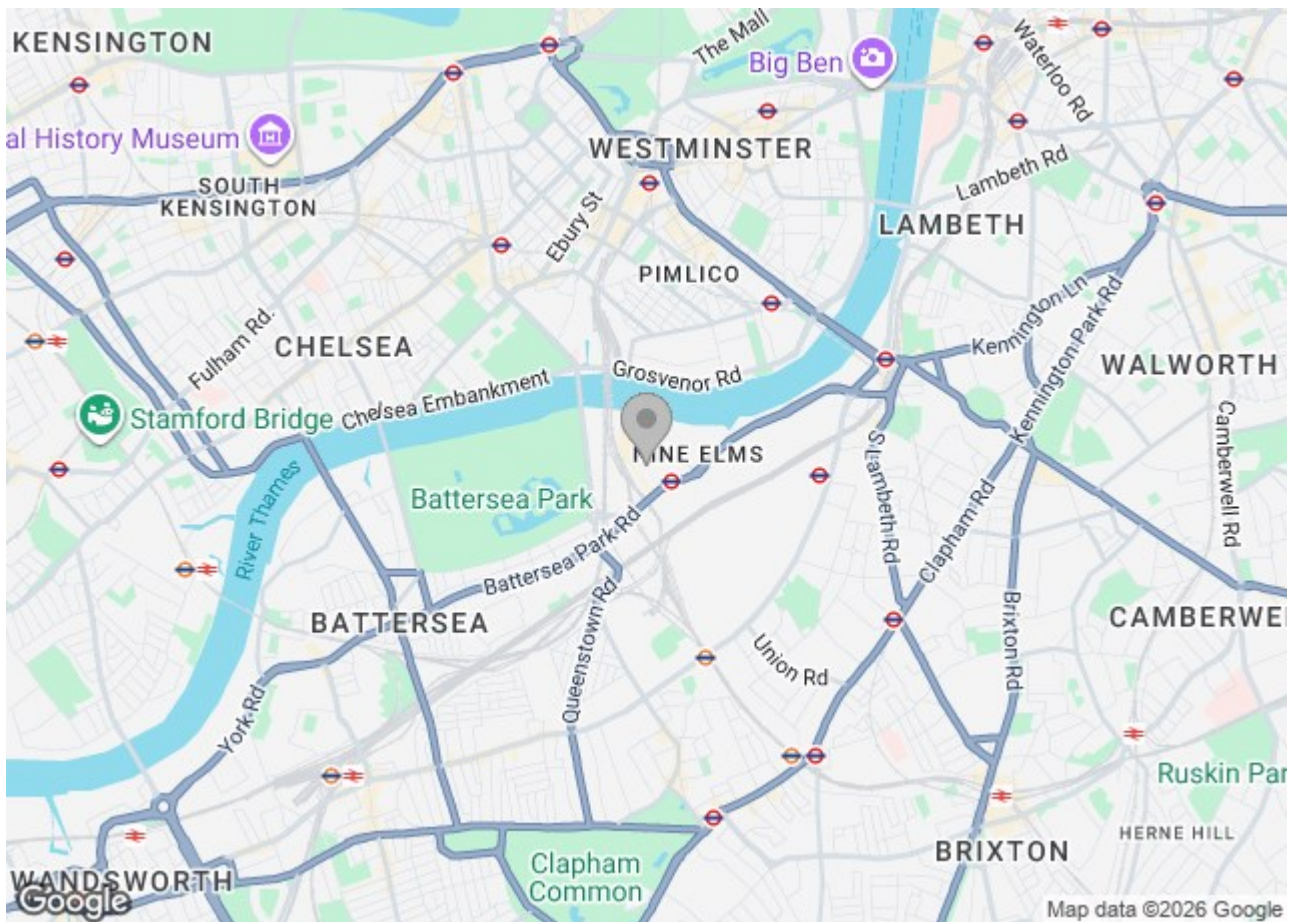 KENSINGTON
The Mall
Big Ben
Waterloo Rd
al History Museum
WESTMINSTER
Lambeth Rd
SOUTH
KENSINGTON
Ebury St
LAMBETH
PIMLICO
Kennington Ln
Fulham Rd.
CHELSEA
Kennington Park Rd
WALWORTH
Grosvenor Rd
Chelsea Embankment
Stamford Bridge
NINE ELMS
Camberwell Rd
S Lambeth Rd
Battersea Park
River Thames
Clapham Rd
Battersea Park Rd
BATTERSEA
Queenstown Rd
Brixton Rd
CAMBERWE
Union Rd
York Rd
Ruskin Par
HERNE HILL
BRIXTON
Clapham
Common
WANDSWORTH
Google
Map data ©2026 Google